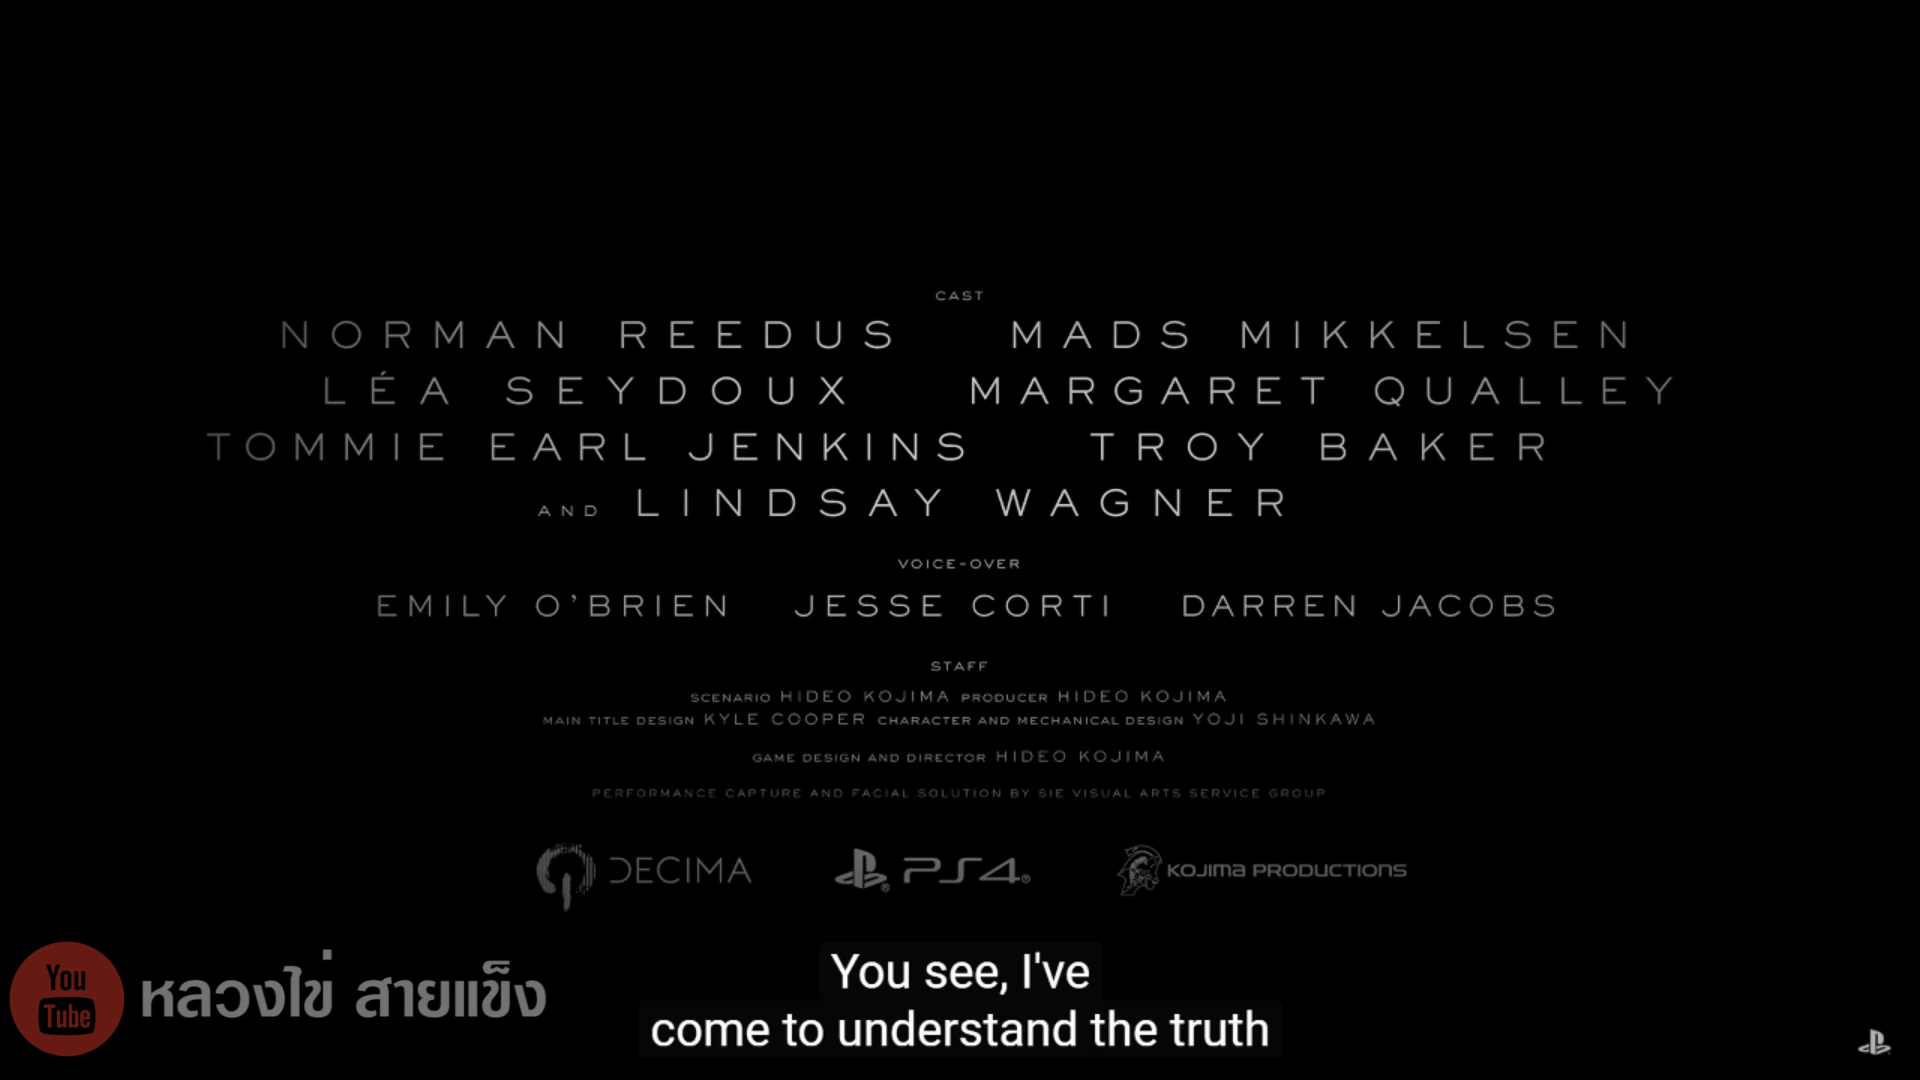 CAST
NORMAN REEDUS MADS MIKKELSEN
LÉA SEYDOUX MARGARET QUALLEY
TOMMIE EARL JENKINS TROY BAKER
AND LINDSAY WAGNER
VOICE-OVER
EMILY O'BRIEN JESSE CORTI DARREN JACOBS
STAFF
SCENARIO HIDEO KOJIMA PRODUCER HIDEO KOJIMA
MAIN TITLE DESIGN KYLE COOPER CHARACTER AND MECHANICAL DESIGN YOJI SHINKAWA
GAME DESIGN AND DIRECTOR HIDEO KOJIMA
PERFORMANCE CAPTURE AND FACIAL SOLUTION BY SIE VISUAL ARTS SERVICE GROUP
DECIMA PS4® KOJIMA PRODUCTIONS
You Tube หลวงไข่ สายแข็ง
You see, I've
come to understand the truth